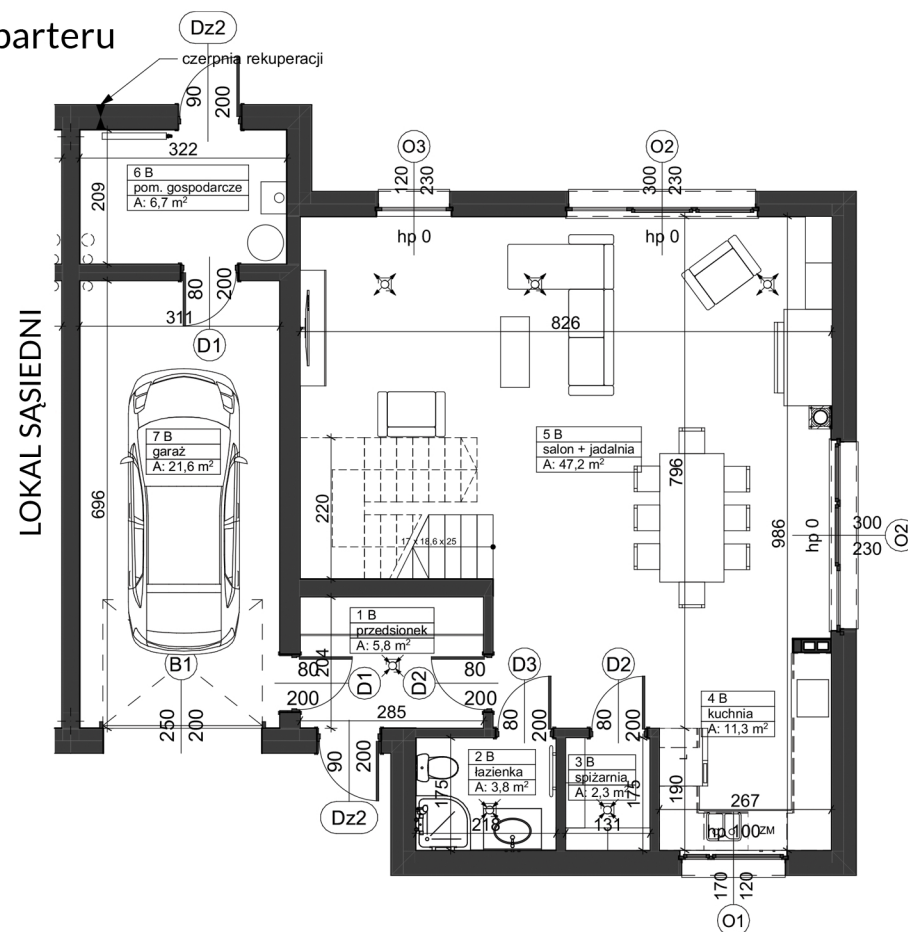 parteru
Dz2
czerpnia rekuperacji
90
200
322
209
6 B
pom. gospodarcze
A: 6,7 m²
O3
120
230
hp 0
O2
300
230
hp 0
80
200
311
D1
826
LOKAL SĄSIEDNI
7 B
garaż
A: 21,6 m²
696
220
17 x 18,6 x 25
5 B
salon + jadalnia
A: 47,2 m²
796
986
hp 0
300
230
O2
1 B
przedsionek
A: 5,8 m²
204
B1
250
200
80
200
D1
D2
80
200
285
90
200
Dz2
D3
80
200
D2
80
200
2 B
łazienka
A: 3,8 m²
175
218
3 B
spiżarnia
A: 2,3 m²
175
131
4 B
kuchnia
A: 11,3 m²
L
190
267
hp 100
ZM
170
120
O1